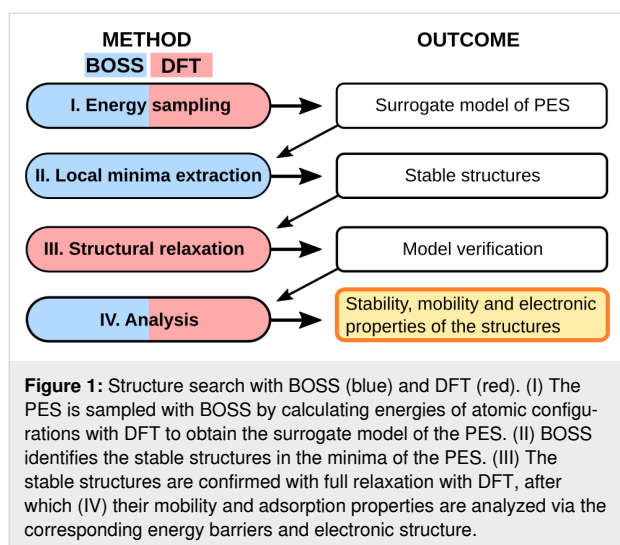 METHOD
OUTCOME
BOSS DFT
I. Energy sampling
Surrogate model of PES
II. Local minima extraction
Stable structures
III. Structural relaxation
Model verification
IV. Analysis
Stability, mobility and electronic
properties of the structures
Figure 1: Structure search with BOSS (blue) and DFT (red). (I) The
PES is sampled with BOSS by calculating energies of atomic configu-
rations with DFT to obtain the surrogate model of the PES. (II) BOSS
identifies the stable structures in the minima of the PES. (III) The
stable structures are confirmed with full relaxation with DFT, after
which (IV) their mobility and adsorption properties are analyzed via the
corresponding energy barriers and electronic structure.